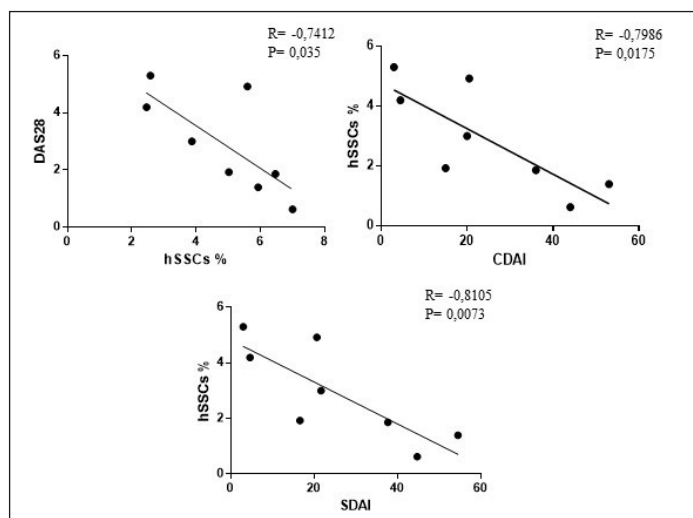 R= -0,7412
P= 0,035
6
4
2
0
DAS28
0 2 4 6 8
hSSCs %
R= -0,7986
P= 0,0175
6
4
2
0
hSSCs %
0 20 40 60
CDAI
R= -0,8105
P= 0,0073
6
4
2
0
hSSCs %
0 20 40 60
SDAI